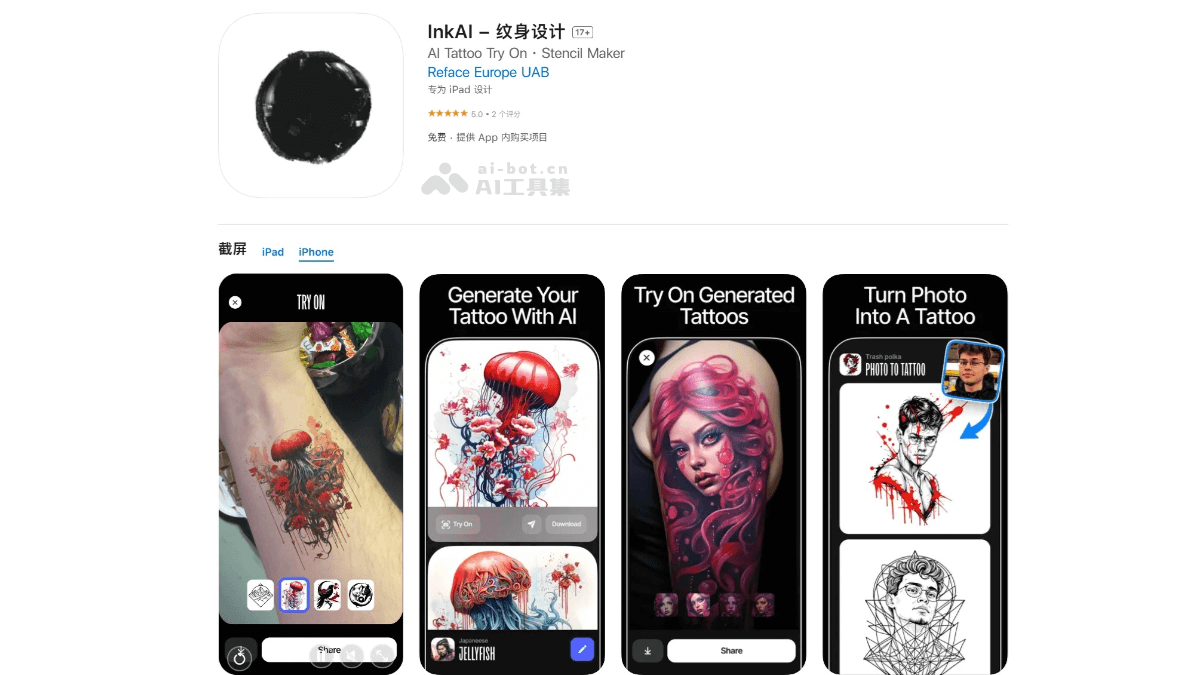 InkAI – 纹身设计 17+
AI Tattoo Try On · Stencil Maker
Reface Europe UAB
专为 iPad 设计
★★★★★ 5.0 • 2 个评分
免费 · 提供 App 内购买项目
ai-bot.cn
AI工具集
截屏 iPad iPhone
TRY ON
Share
Generate Your
Tattoo With AI
Try On Download
Japaneese
JELLYFISH
Try On Generated
Tattoos
Share
Turn Photo
Into A Tattoo
Trash polka
PHOTO TO TATTOO